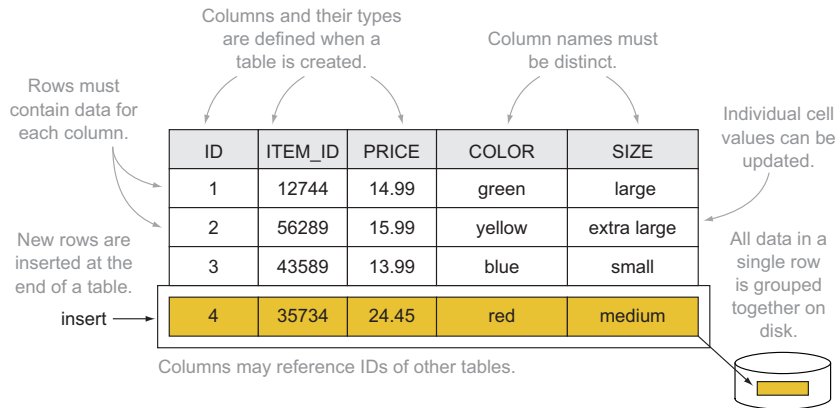 Columns and their types
are defined when a
table is created.
Column names must
be distinct.
Rows must
contain data for
each column.
Individual cell
values can be
updated.
ID ITEM_ID PRICE COLOR SIZE
1 12744 14.99 green large
2 56289 15.99 yellow extra large
3 43589 13.99 blue small
New rows are
inserted at the
end of a table.
All data in a
single row
is grouped
together on
disk.
insert
4 35734 24.45 red medium
Columns may reference IDs of other tables.